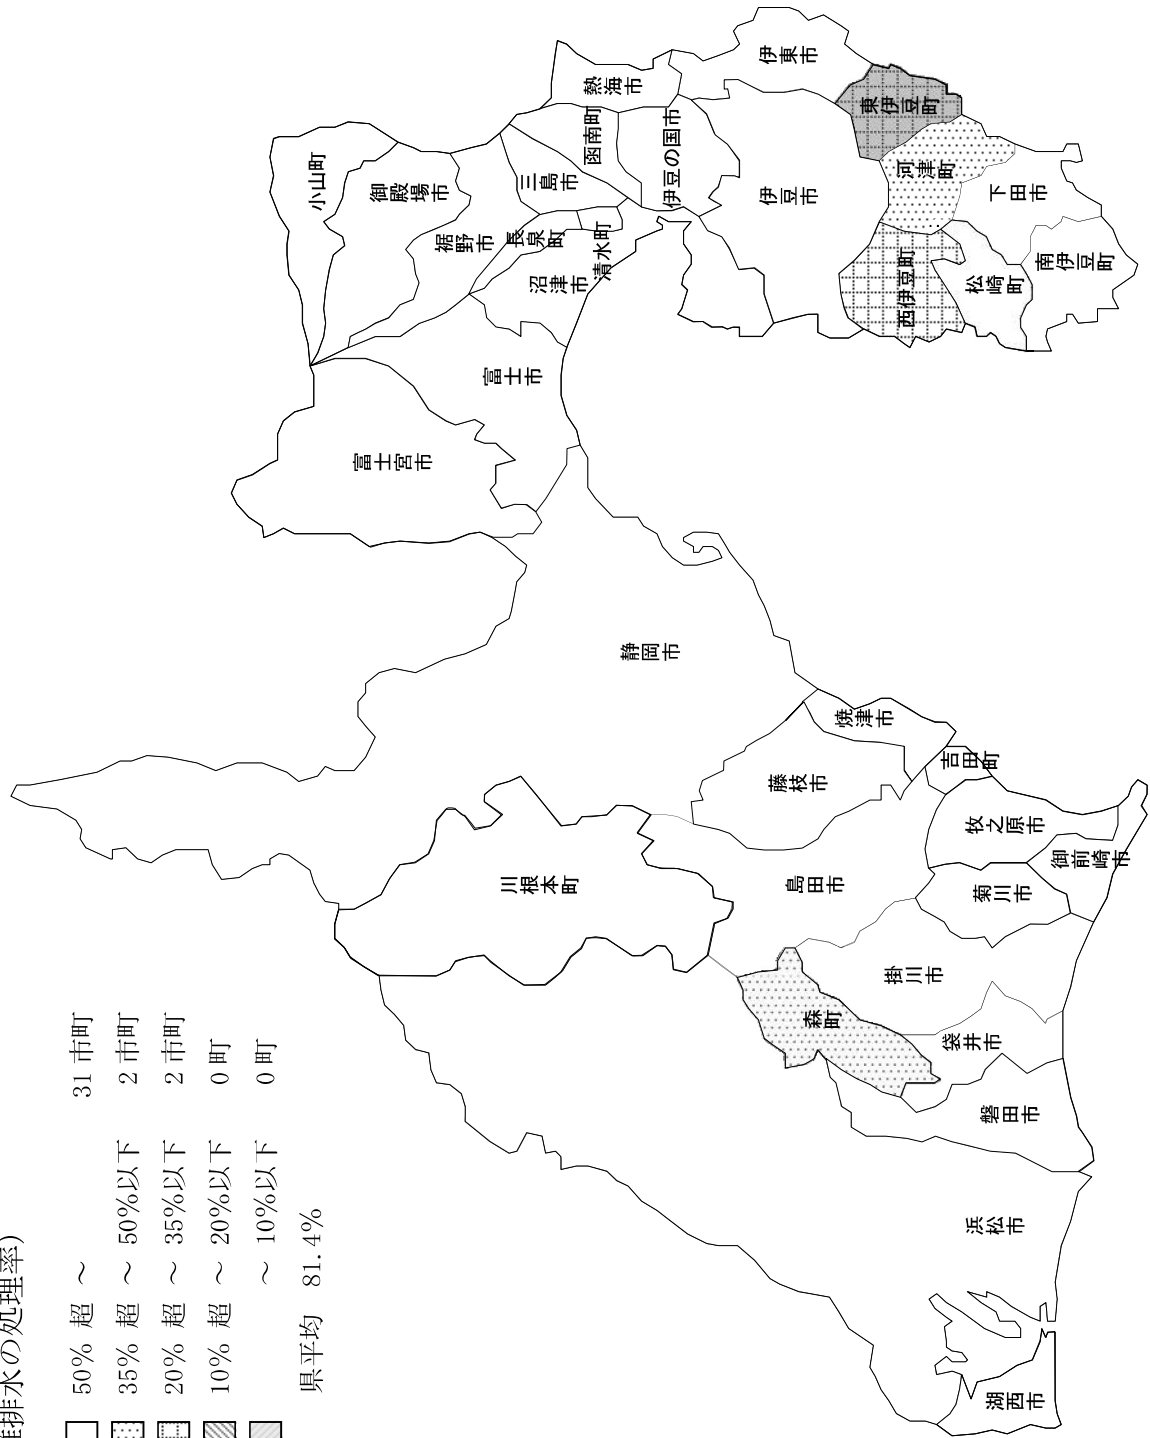 雑排水の処理率)
50% 超 ～ 31 市町
35% 超 ～ 50%以下 2 市町
20% 超 ～ 35%以下 2 市町
10% 超 ～ 20%以下 0 町
～ 10%以下 0 町
県平均 81.4%
小山町
御殿場市
裾野市
長泉町
三島市
函南町
熱海市
清水町
沼津市
伊豆の国市
伊東市
伊豆市
東伊豆町
河津町
下田市
西伊豆町
松崎町
南伊豆町
富士市
富士宮市
静岡市
焼津市
藤枝市
吉田町
牧之原市
御前崎市
島田市
川根本町
菊川市
掛川市
森町
袋井市
磐田市
浜松市
湖西市